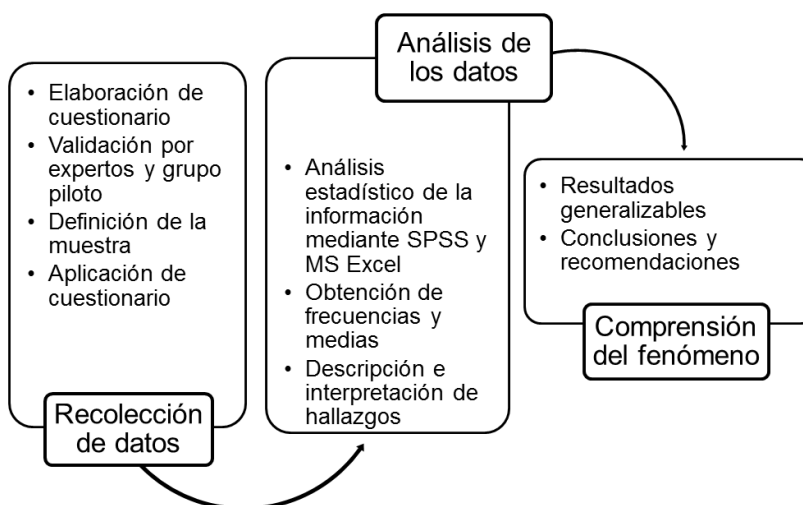 • Elaboración de
cuestionario
• Validación por
expertos y grupo
piloto
• Definición de la
muestra
• Aplicación de
cuestionario
Recolección
de datos
Análisis de
los datos
• Análisis
estadístico de la
información
mediante SPSS y
MS Excel
• Obtención de
frecuencias y
medias
• Descripción e
interpretación de
hallazgos
• Resultados
generalizables
• Conclusiones y
recomendaciones
Comprensión
del fenómeno